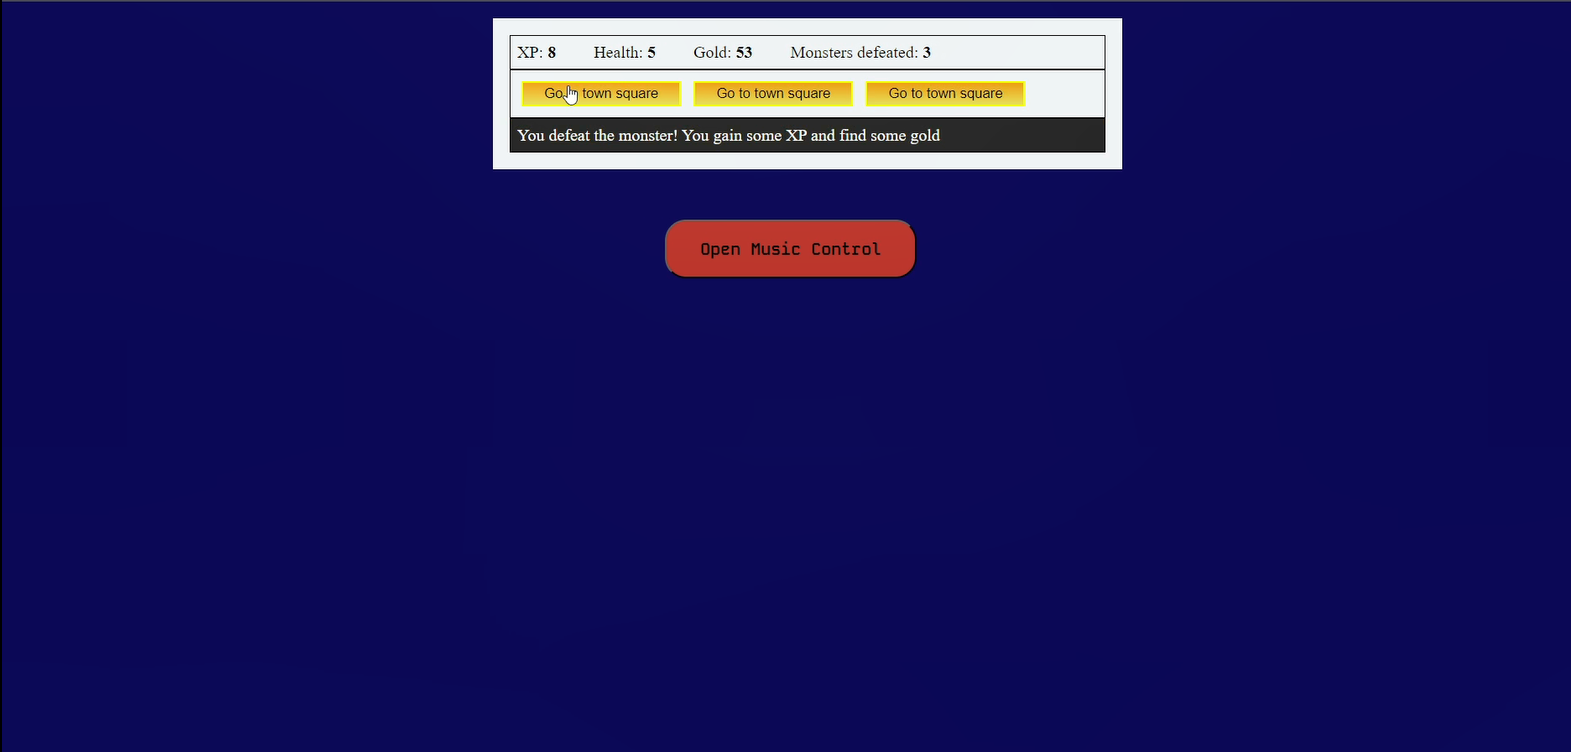 XP: 8 Health: 5 Gold: 53 Monsters defeated: 3
Go to town square Go to town square Go to town square
You defeat the monster! You gain some XP and find some gold
Open Music Control